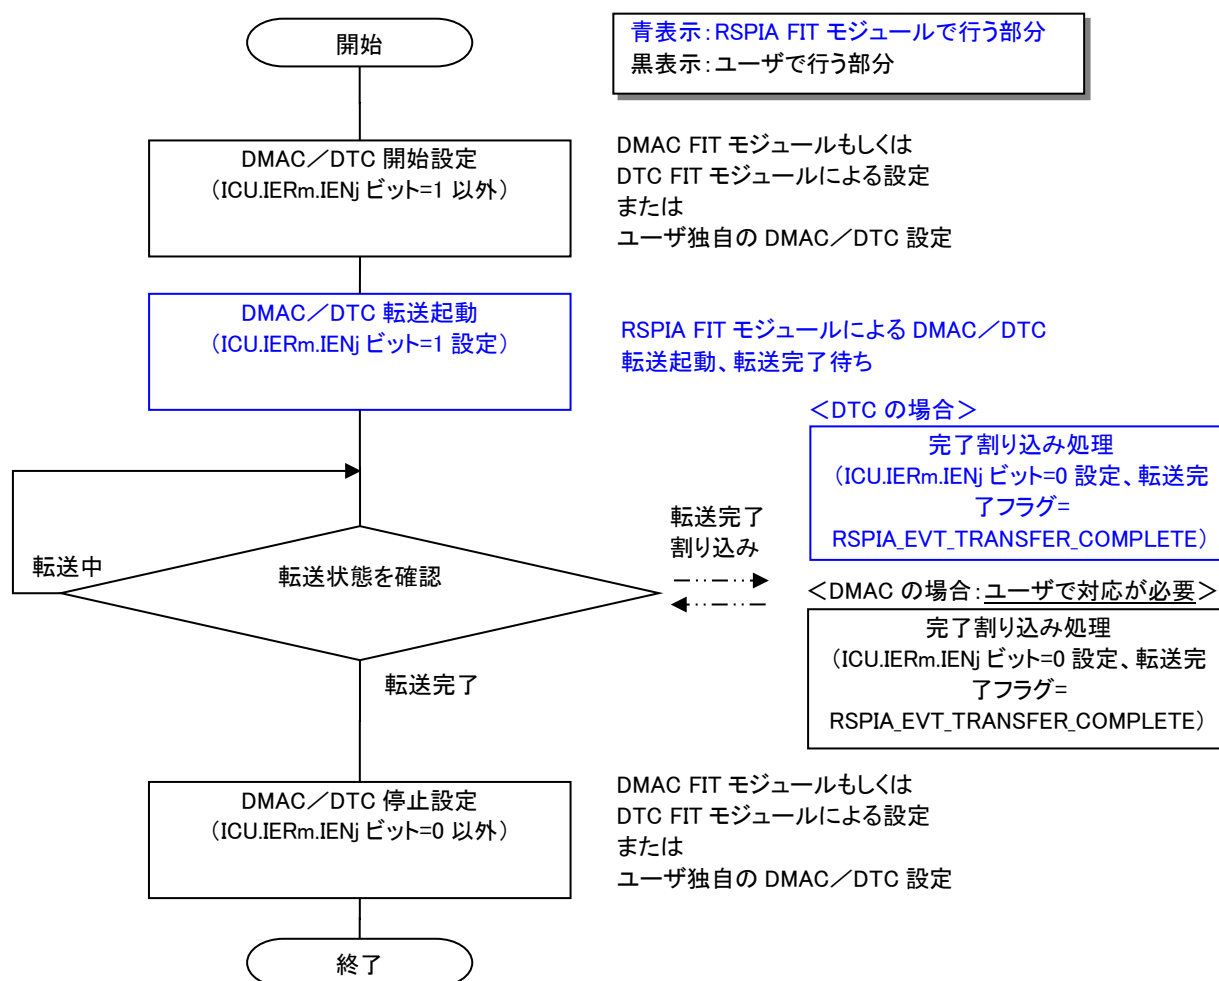 開始
青表示：RSPIA FIT モジュールで行う部分
黒表示：ユーザで行う部分
DMAC／DTC 開始設定
（ICU.IERm.IENj ビット=1 以外）
DMAC FIT モジュールもしくは
DTC FIT モジュールによる設定
または
ユーザ独自の DMAC／DTC 設定
DMAC／DTC 転送起動
（ICU.IERm.IENj ビット=1 設定）
RSPIA FIT モジュールによる DMAC／DTC
転送起動、転送完了待ち
＜DTC の場合＞
完了割り込み処理
（ICU.IERm.IENj ビット=0 設定、転送完
了フラグ=
RSPIA_EVT_TRANSFER_COMPLETE）
転送完了
割り込み
転送中
転送状態を確認
＜DMAC の場合：ユーザで対応が必要＞
完了割り込み処理
（ICU.IERm.IENj ビット=0 設定、転送完
了フラグ=
RSPIA_EVT_TRANSFER_COMPLETE）
転送完了
DMAC／DTC 停止設定
（ICU.IERm.IENj ビット=0 以外）
DMAC FIT モジュールもしくは
DTC FIT モジュールによる設定
または
ユーザ独自の DMAC／DTC 設定
終了